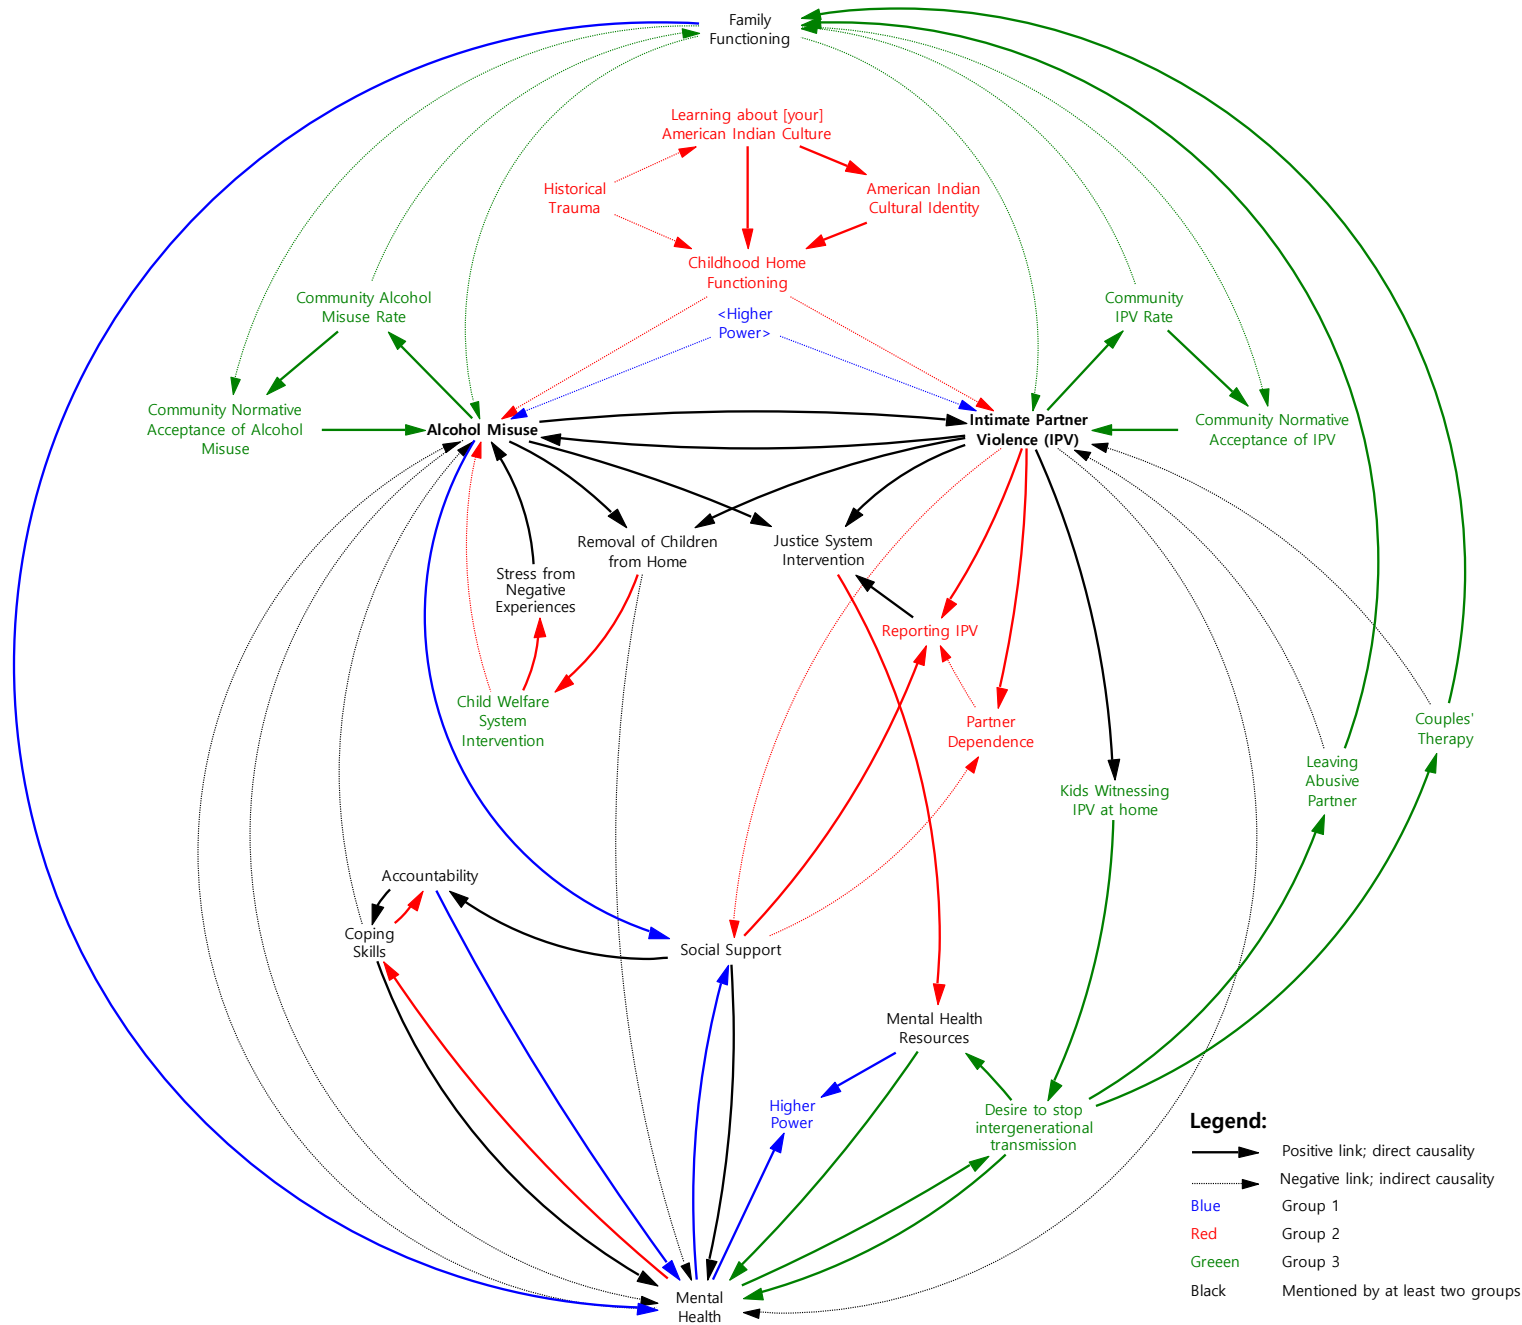 Family
Functioning
Learning about [your]
American Indian Culture
Historical
Trauma
American Indian
Cultural Identity
Childhood Home
Functioning
<Higher
Power>
Community Alcohol
Misuse Rate
Community
IPV Rate
Community Normative
Acceptance of Alcohol
Misuse
Alcohol Misuse
Intimate Partner
Violence (IPV)
Community Normative
Acceptance of IPV
Removal of Children
from Home
Justice System
Intervention
Stress from
Negative
Experiences
Reporting IPV
Child Welfare
System
Intervention
Partner
Dependence
Couples'
Therapy
Leaving
Abusive
Partner
Kids Witnessing
IPV at home
Accountability
Coping
Skills
Social Support
Mental Health
Resources
Higher
Power
Desire to stop
intergenerational
transmission
Mental
Health
Legend:
Positive link; direct causality
Negative link; indirect causality
Blue Group 1
Red Group 2
Greeen Group 3
Black Mentioned by at least two groups